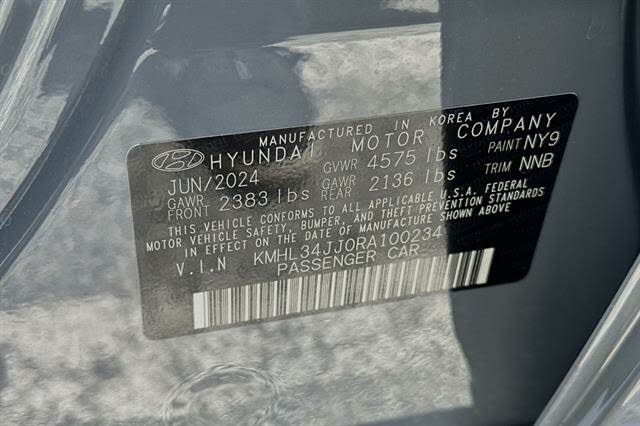 MANUFACTURED IN KOREA BY
HYUNDAI MOTOR COMPANY
JUN/2024 GVWR 4575 lbs PAINT NY9
GAWR FRONT 2383 lbs GAWR REAR 2136 lbs TRIM NNB
THIS VEHICLE CONFORMS TO ALL APPLICABLE U.S.A. FEDERAL
MOTOR VEHICLE SAFETY, BUMPER, AND THEFT PREVENTION STANDARDS
IN EFFECT ON THE DATE OF MANUFACTURE SHOWN ABOVE
V.I.N KMHL34JJ0RA100234
PASSENGER CAR